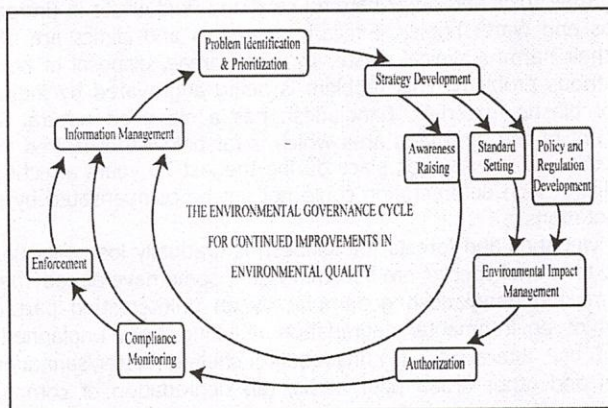 Problem Identification
& Prioritization
Strategy Development
Information Management
Awareness
Raising
Standard
Setting
Policy and
Regulation
Development
THE ENVIRONMENTAL GOVERNANCE CYCLE
FOR CONTINUED IMPROVEMENTS IN
ENVIRONMENTAL QUALITY
Enforcement
Environmental Impact
Management
Compliance
Monitoring
Authorization